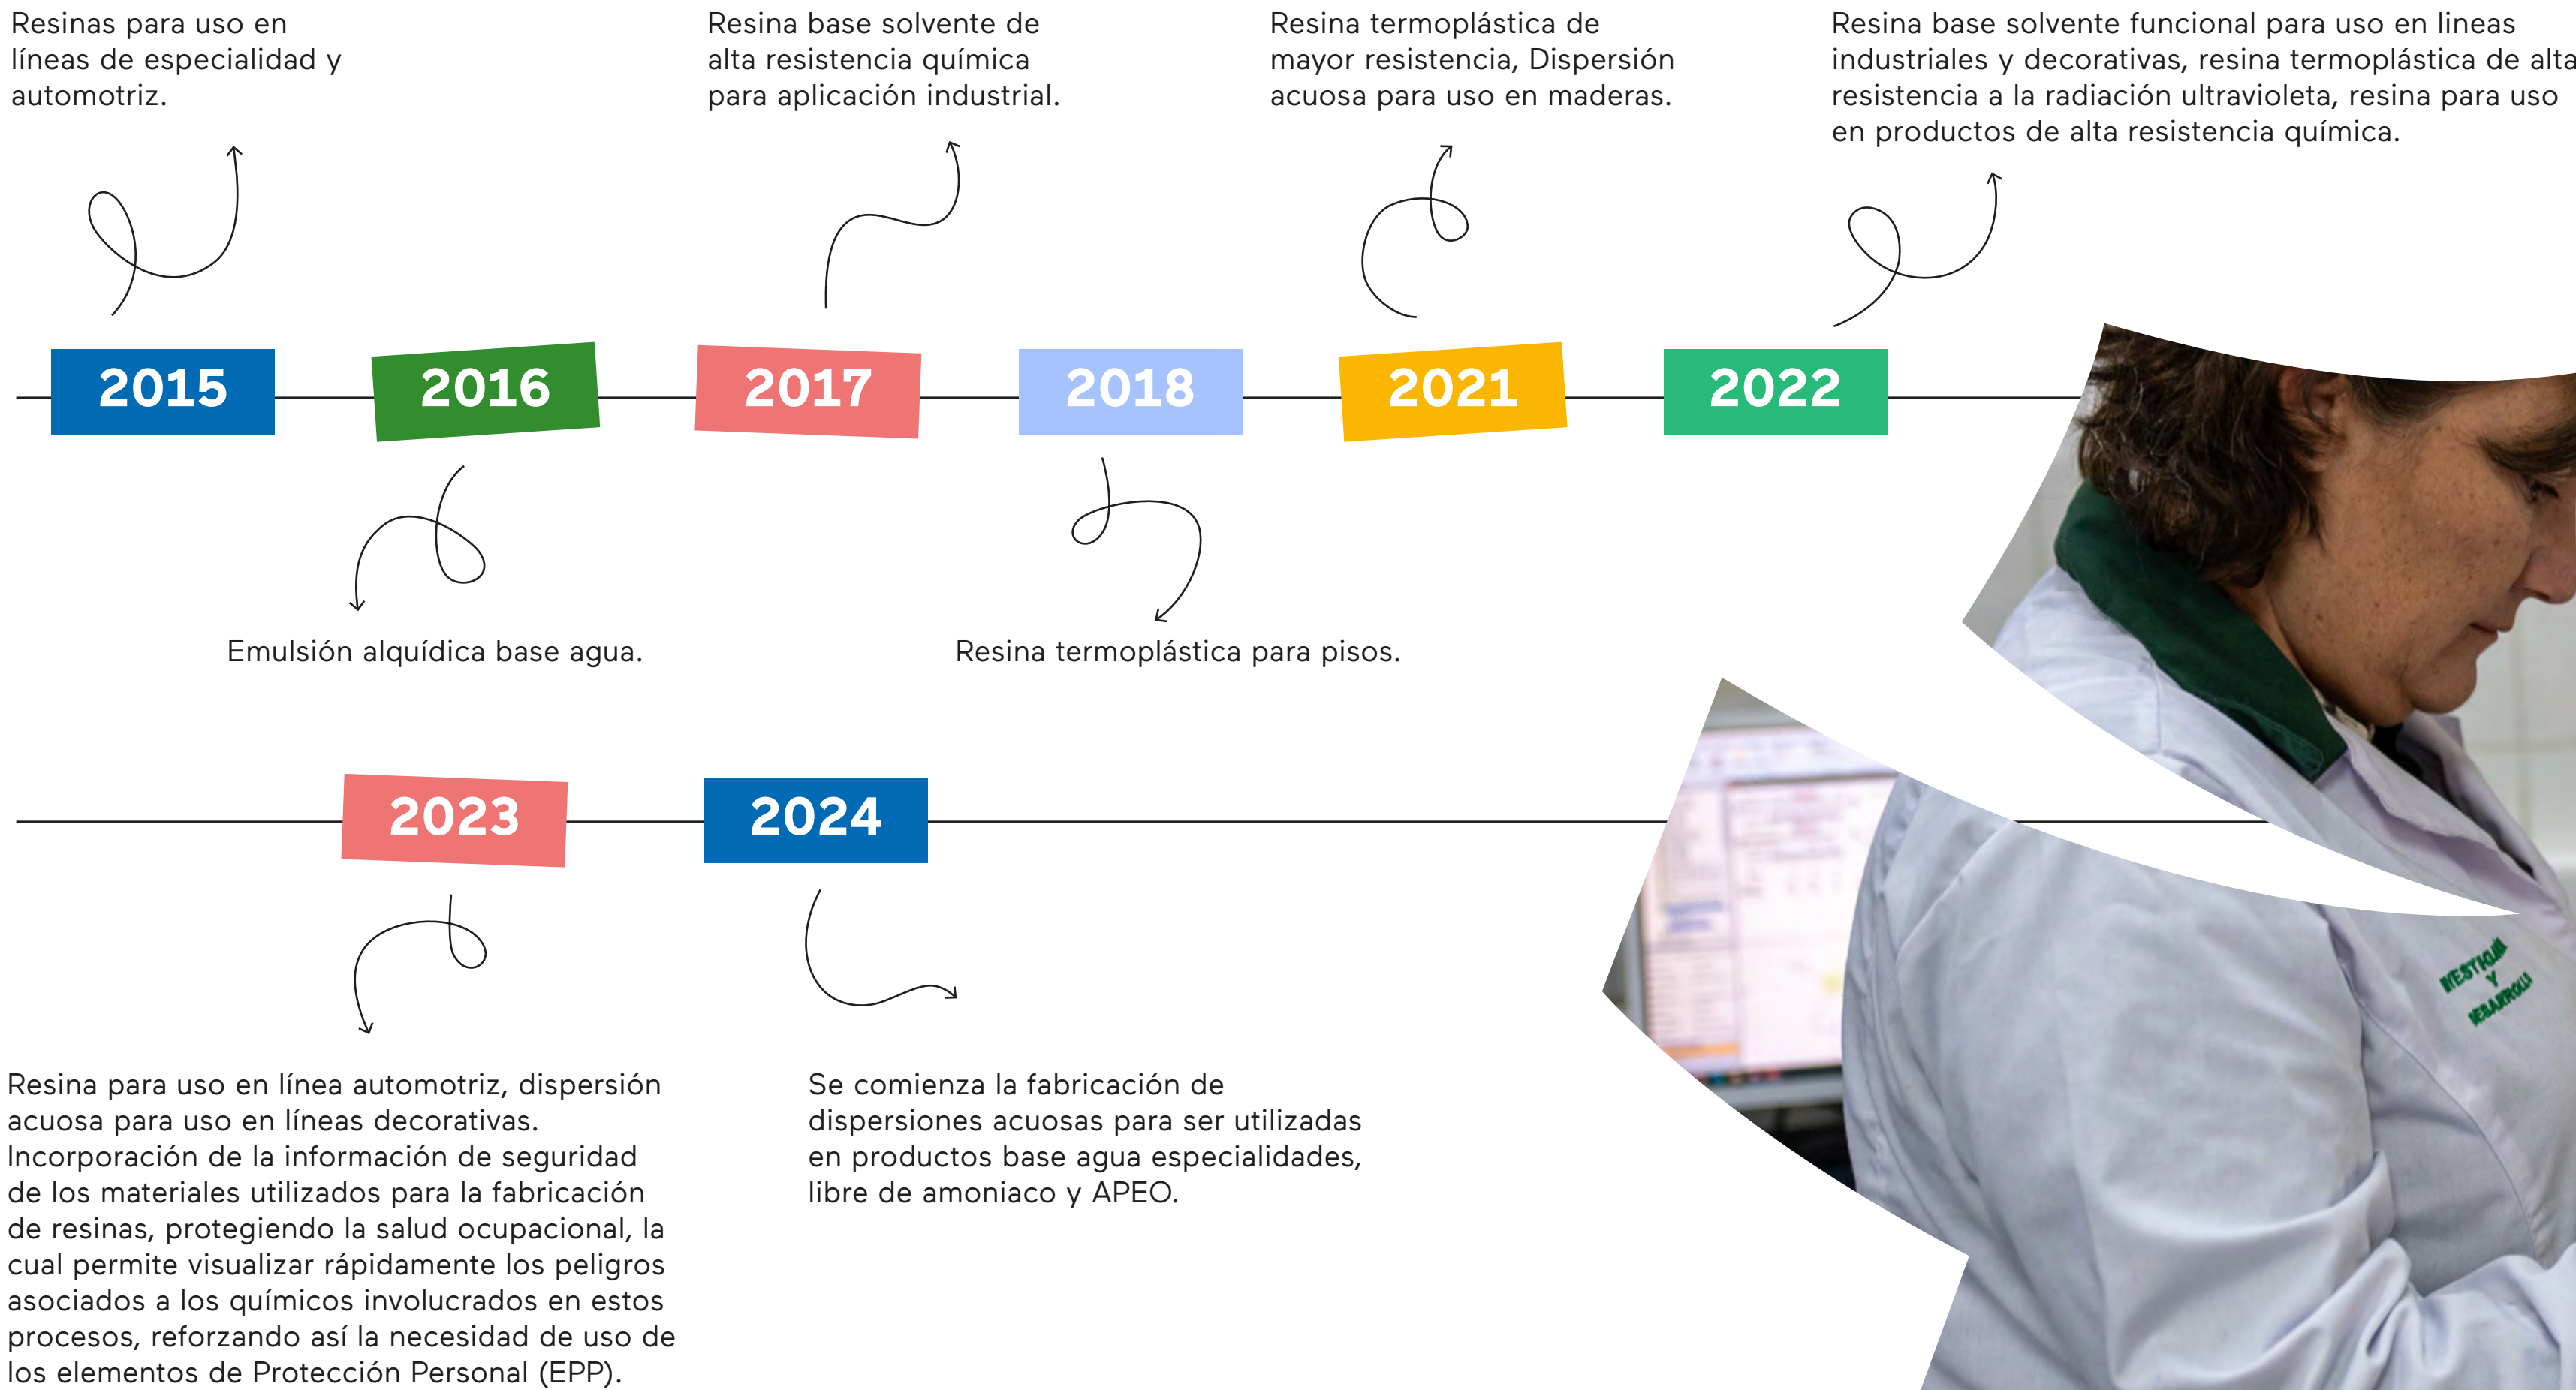 Resinas para uso en
líneas de especialidad y
automotriz.
Resina base solvente de
alta resistencia química
para aplicación industrial.
Resina termoplástica de
mayor resistencia, Dispersión
acuosa para uso en maderas.
Resina base solvente funcional para uso en lineas
industriales y decorativas, resina termoplástica de alta
resistencia a la radiación ultravioleta, resina para uso
en productos de alta resistencia química.
2015
2016
2017
2018
2021
2022
Emulsión alquídica base agua.
Resina termoplástica para pisos.
2023
2024
Resina para uso en línea automotriz, dispersión
acuosa para uso en líneas decorativas.
Incorporación de la información de seguridad
de los materiales utilizados para la fabricación
de resinas, protegiendo la salud ocupacional, la
cual permite visualizar rápidamente los peligros
asociados a los químicos involucrados en estos
procesos, reforzando así la necesidad de uso de
los elementos de Protección Personal (EPP).
Se comienza la fabricación de
dispersiones acuosas para ser utilizadas
en productos base agua especialidades,
libre de amoniaco y APEO.
Y